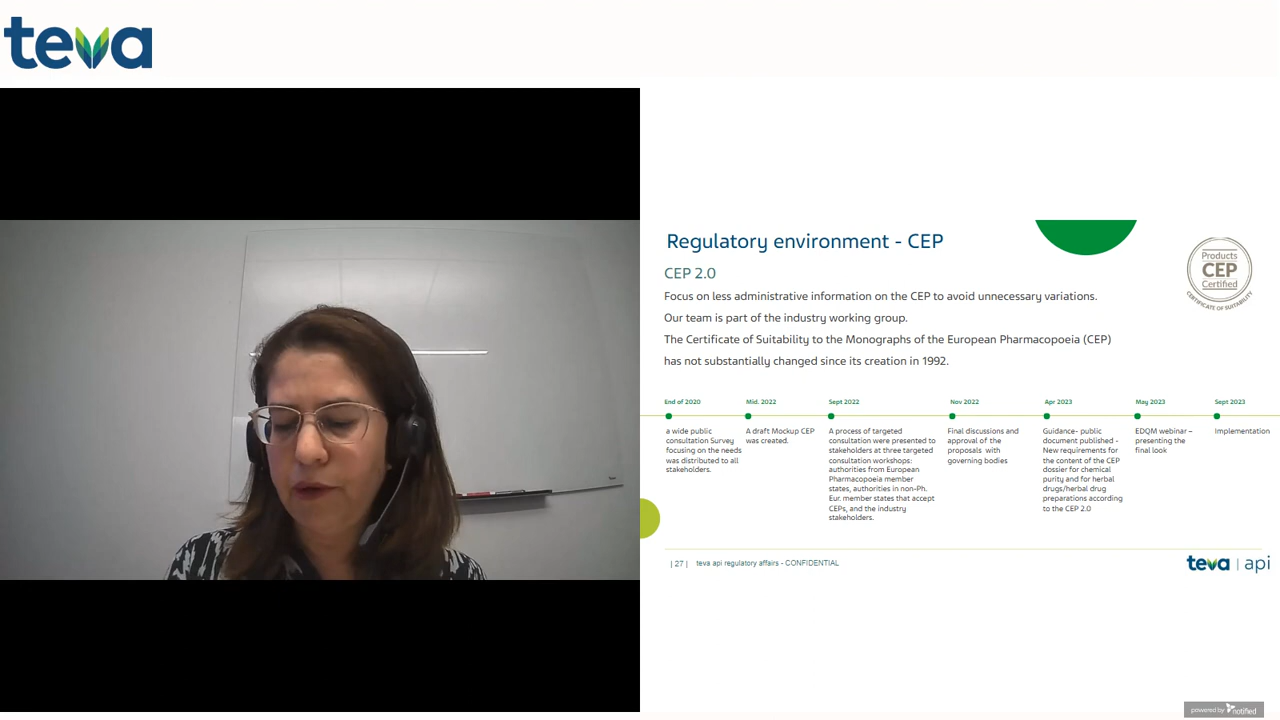 teva
Regulatory environment - CEP
Products
CEP
Certified
CERTIFICATE OF SUITABILITY
CEP 2.0
Focus on less administrative information on the CEP to avoid unnecessary variations.
Our team is part of the industry working group.
The Certificate of Suitability to the Monographs of the European Pharmacopoeia (CEP)
has not substantially changed since its creation in 1992.
End of 2020
a wide public
consultation Survey
focusing on the needs
was distributed to all
stakeholders.
Mid. 2022
A draft Mockup CEP
was created.
Sept 2022
A process of targeted
consultation were presented to
stakeholders at three targeted
consultation workshops:
authorities from European
Pharmacopoeia member
states, authorities in non-Ph.
Eur. member states that accept
CEPs, and the industry
stakeholders.
Nov 2022
Final discussions and
approval of the
proposals with
governing bodies
Apr 2023
Guidance- public
document published -
New requirements for
the content of the CEP
dossier for chemical
purity and for herbal
drugs/herbal drug
preparations according
to the CEP 2.0
May 2023
EDQM webinar –
presenting the
final look
Sept 2023
Implementation
| 27 | teva api regulatory affairs - CONFIDENTIAL
teva | api
powered by notified